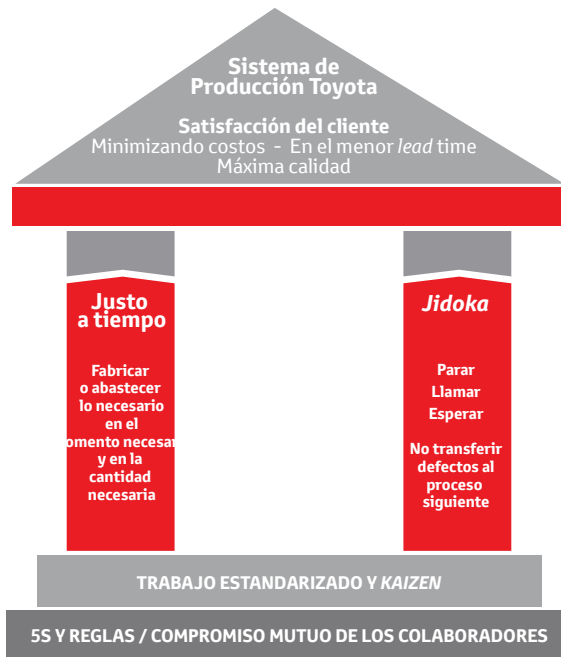 Sistema de
Producción Toyota
Satisfacción del cliente
Minimizando costos - En el menor lead time
Máxima calidad
Justo
a tiempo
Fabricar
o abastecer
lo necesario
en el
omento necesar
y en la
cantidad
necesaria
Jidoka
Parar
Llamar
Esperar
No transferir
defectos al
proceso
siguiente
TRABAJO ESTANDARIZADO Y KAIZEN
5S Y REGLAS / COMPROMISO MUTUO DE LOS COLABORADORES